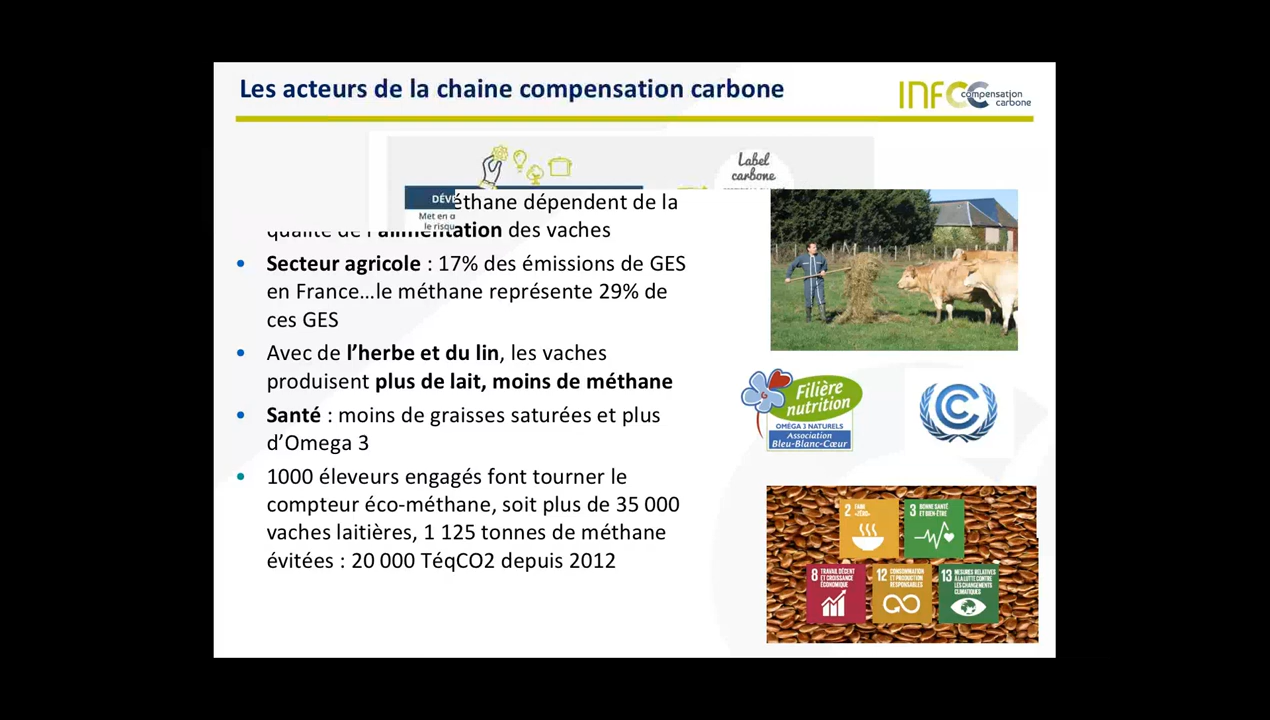 Les acteurs de la chaine compensation carbone
INFCC compensation
carbone
Label
carbone
DÉV
Met en
le risqu
éthane dépendent de la
qualité de l'alimentation des vaches
• Secteur agricole : 17% des émissions de GES
en France…le méthane représente 29% de
ces GES
• Avec de l’herbe et du lin, les vaches
produisent plus de lait, moins de méthane
• Santé : moins de graisses saturées et plus
d’Omega 3
• 1000 éleveurs engagés font tourner le
compteur éco-méthane, soit plus de 35 000
vaches laitières, 1 125 tonnes de méthane
évitées : 20 000 TéqCO2 depuis 2012
Filière
nutrition
OMÉGA 3 NATURELS
Association
Bleu-Blanc-Cœur
2 FAIM
«ZÉRO»
3 BONNE SANTÉ
ET BIEN-ÊTRE
8 TRAVAIL DÉCENT
ET CROISSANCE
ÉCONOMIQUE
12 CONSOMMATION
ET PRODUCTION
RESPONSABLES
13 MESURES RELATIVES
À LA LUTTE CONTRE
LES CHANGEMENTS
CLIMATIQUES